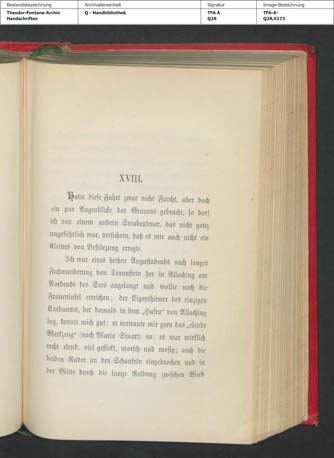 Bestandsbezeichnung Archivalieneinheit Signatur Image-Bezeichnung
Theodor-Fontane-Archiv Q - Handbibliothek TFA A TFA-A-
Handschriften Q28 Q28,0273
XVIII.
Hatte diese Fahrt zwar nicht Furcht, aber doch
ein paar Augenblicke des Grauens gebracht, so darf
ich von einem andern Seeabenteuer, das nicht ganz
ungefährlich war, versichern, daß es mir auch nicht ein
Kleines von Bestürzung erregte.
Ich war eines heißen Augustabends nach langer
Fußwanderung von Traunstein her in Allaching am
Nordende des Sees angelangt und wollte noch die
Fraueninsel erreichen; der Eigenthümer des einzigen
Einbaums, der damals in dem „Hafen“ von Allaching
lag, kannte mich gut: er vertraute mir gern das „elende
Werkzeug“ (nach Maria Stuart) an: es war wirklich
recht elend, viel geflickt, morsch und mosig; auch die
beiden Ruder an den Schaufeln eingebrochen und in
der Mitte durch die lange Reibung zwischen Wied